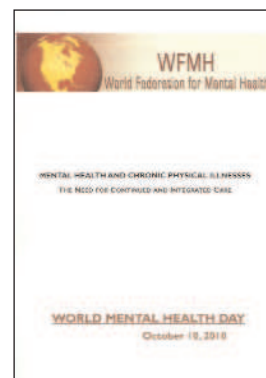 WFMH
World Federation for Mental Health
MENTAL HEALTH AND CHRONIC PHYSICAL ILLNESSES
THE NEED FOR CONTINUED AND INTEGRATED CARE
WORLD MENTAL HEALTH DAY
October 10, 2010